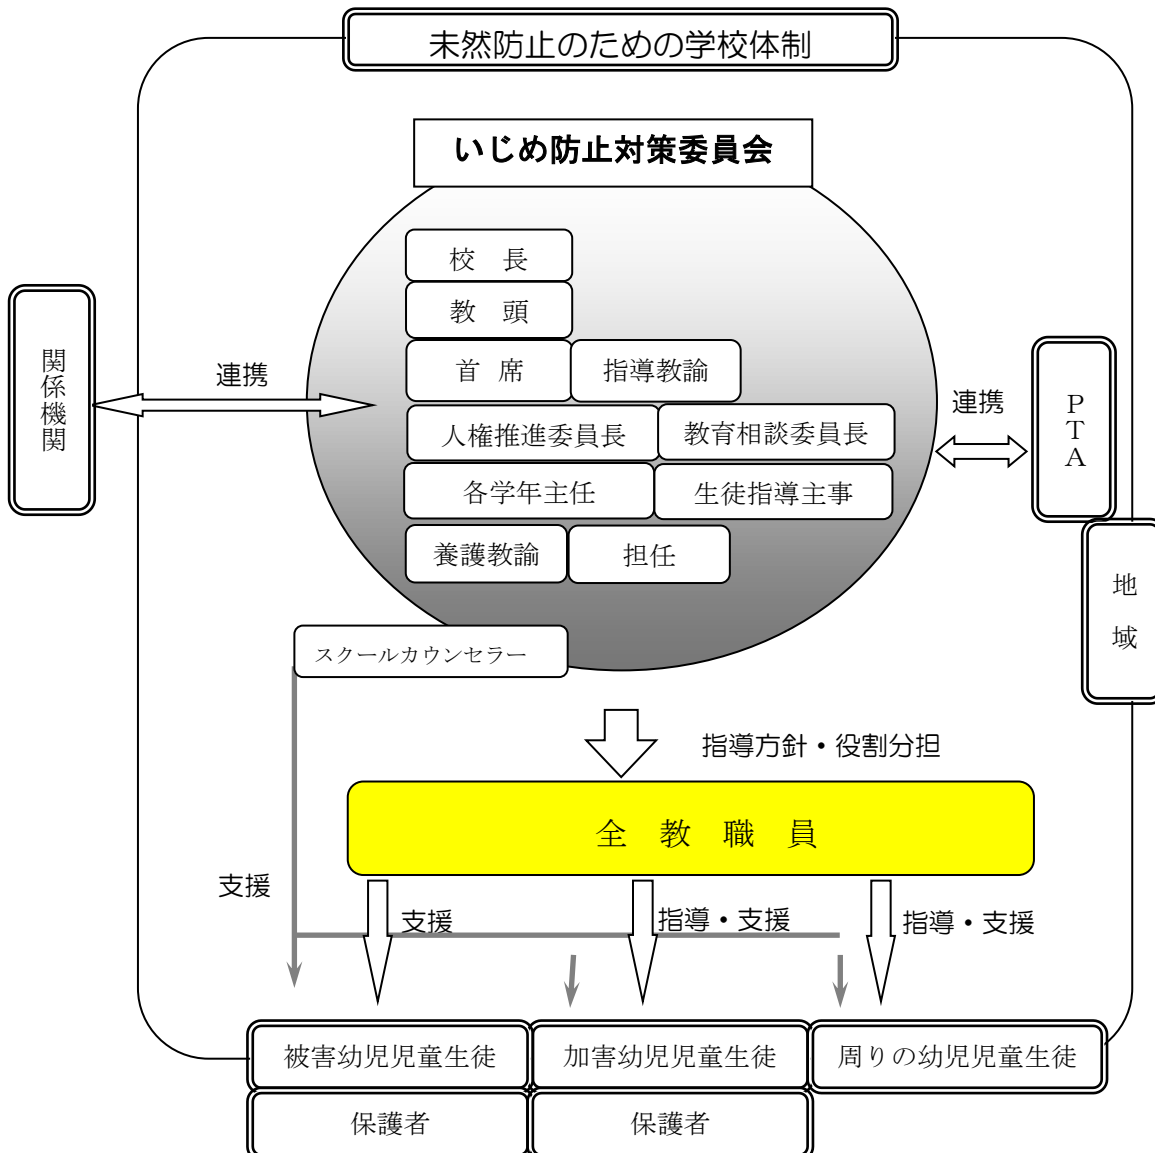 未然防止のための学校体制
いじめ防止対策委員会
校 長
教 頭
首 席
指導教諭
人権推進委員長
教育相談委員長
各学年主任
生徒指導主事
養護教諭
担任
スクールカウンセラー
関係機関
連携
連携
PTA
地域
指導方針・役割分担
全 教 職 員
支援
支援
指導・支援
指導・支援
被害幼児児童生徒
加害幼児児童生徒
周りの幼児児童生徒
保護者
保護者